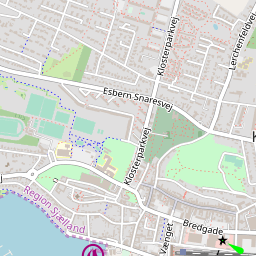 Klosterparkvej
Lerchenfeldvej
Esbern Snaresvej
Klosterparkvej
Region Sjælland
Bredgade
Vænget